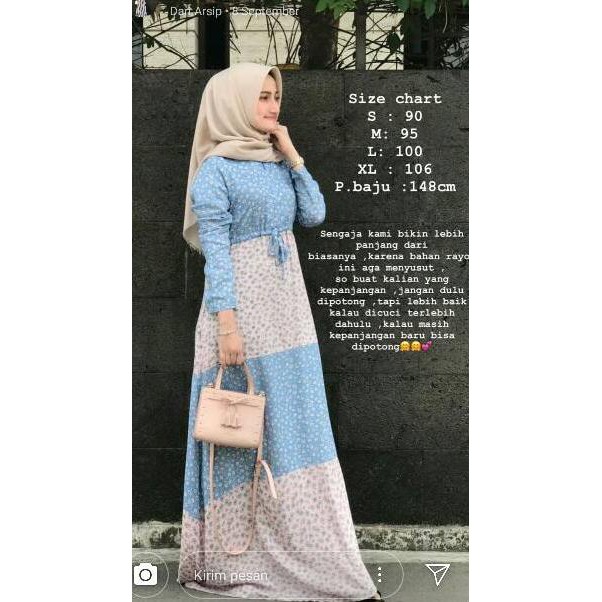 Dari Arsip • 8 September
Size chart
S : 90
M: 95
L: 100
XL : 106
P.baju :148cm
Sengaja kami bikin lebih
panjang dari
biasanya ,karena bahan rayo
ini aga menyusut ,
so buat kalian yang
kepanjangan ,jangan dulu
dipotong ,tapi lebih baik
kalau dicuci terlebih
dahulu ,kalau masih
kepanjangan baru bisa
dipotong🤗🤗💞
Kirim pesan